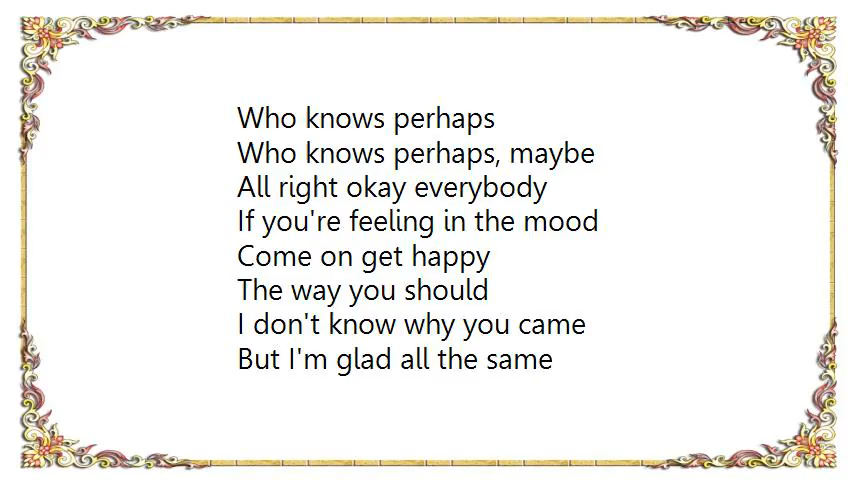 Who knows perhaps
Who knows perhaps, maybe
All right okay everybody
If you're feeling in the mood
Come on get happy
The way you should
I don't know why you came
But I'm glad all the same